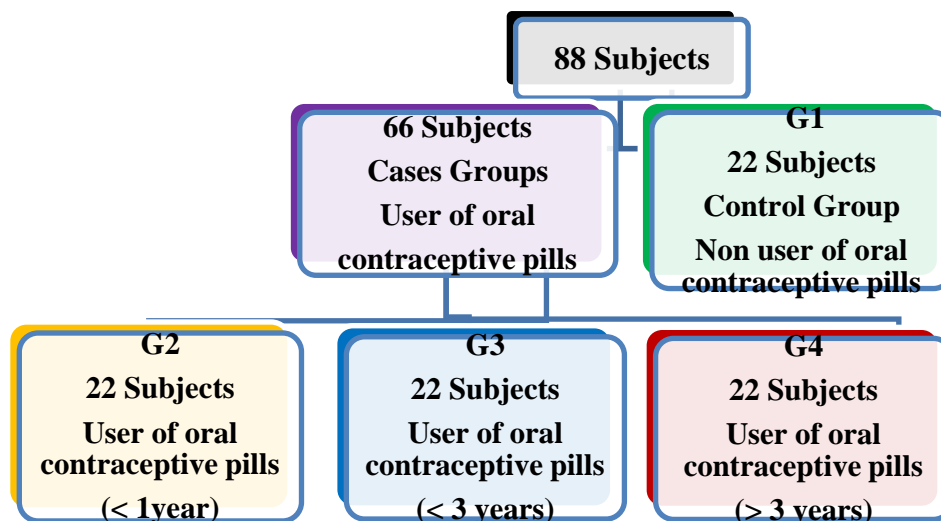 88 Subjects
66 Subjects
Cases Groups
User of oral
contraceptive pills
G1
22 Subjects
Control Group
Non user of oral
contraceptive pills
G2
22 Subjects
User of oral
contraceptive pills
(< 1year)
G3
22 Subjects
User of oral
contraceptive pills
(< 3 years)
G4
22 Subjects
User of oral
contraceptive pills
(> 3 years)